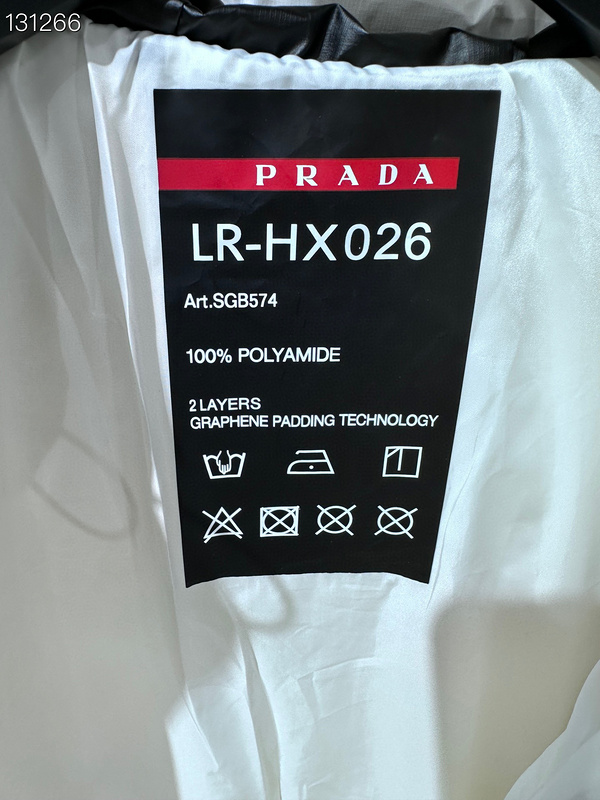 131266
PRADA
LR-HX026
Art.SGB574
100% POLYAMIDE
2 LAYERS
GRAPHENE PADDING TECHNOLOGY